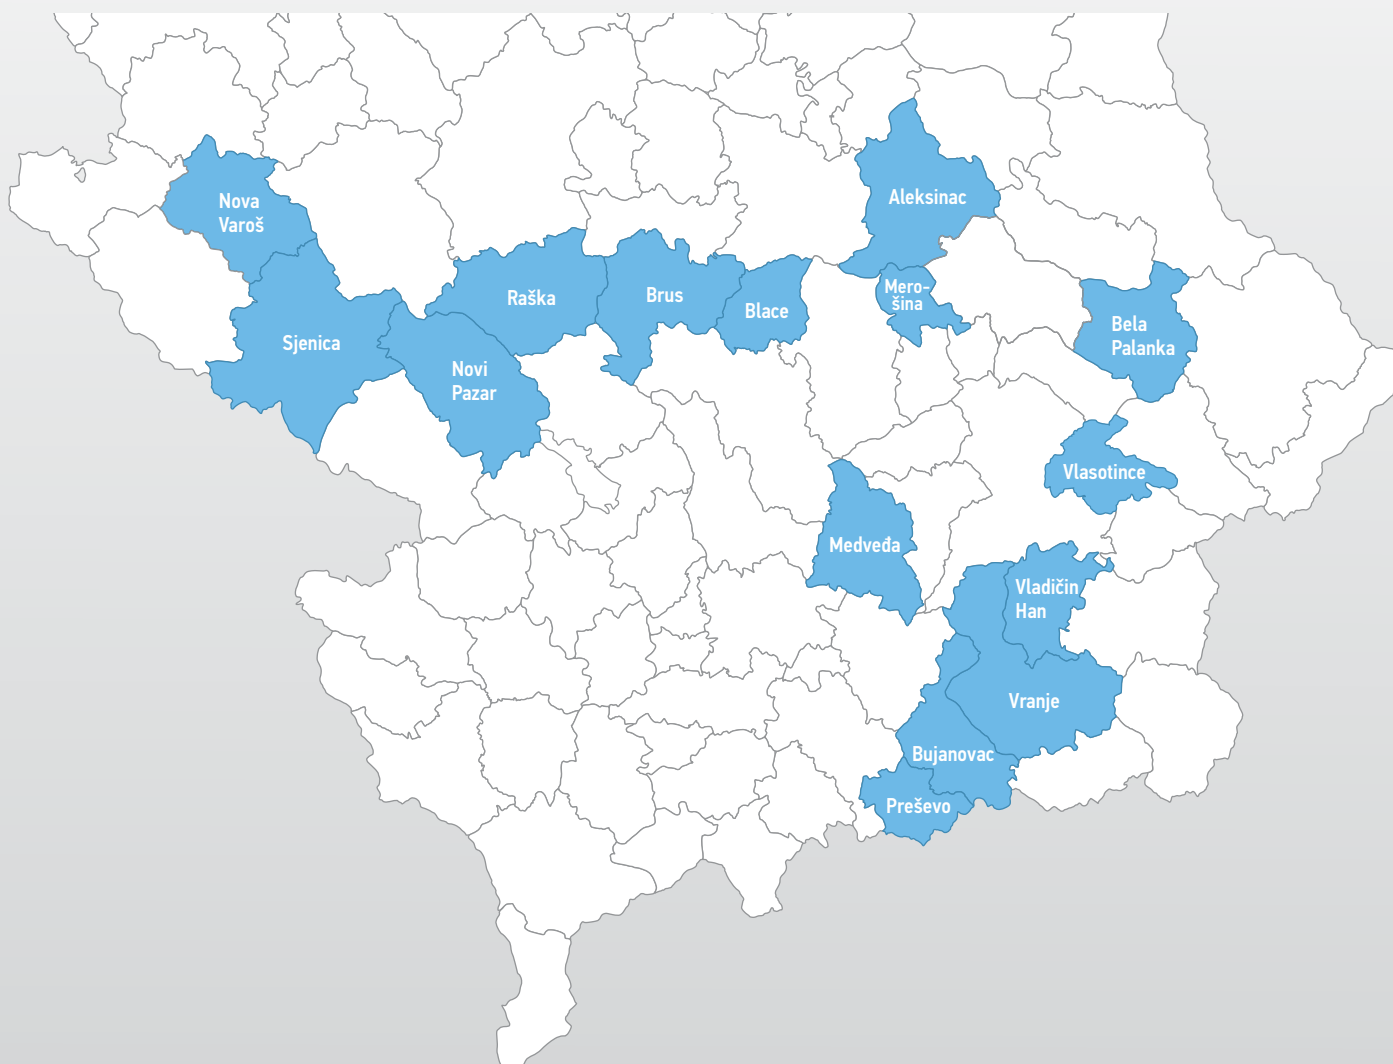 Nova
Varoš
Aleksinac
Raška
Brus
Blace
Mero-
šina
Sjenica
Novi
Pazar
Bela
Palanka
Vlasotince
Medveđa
Vladičin
Han
Vranje
Bujanovac
Preševo